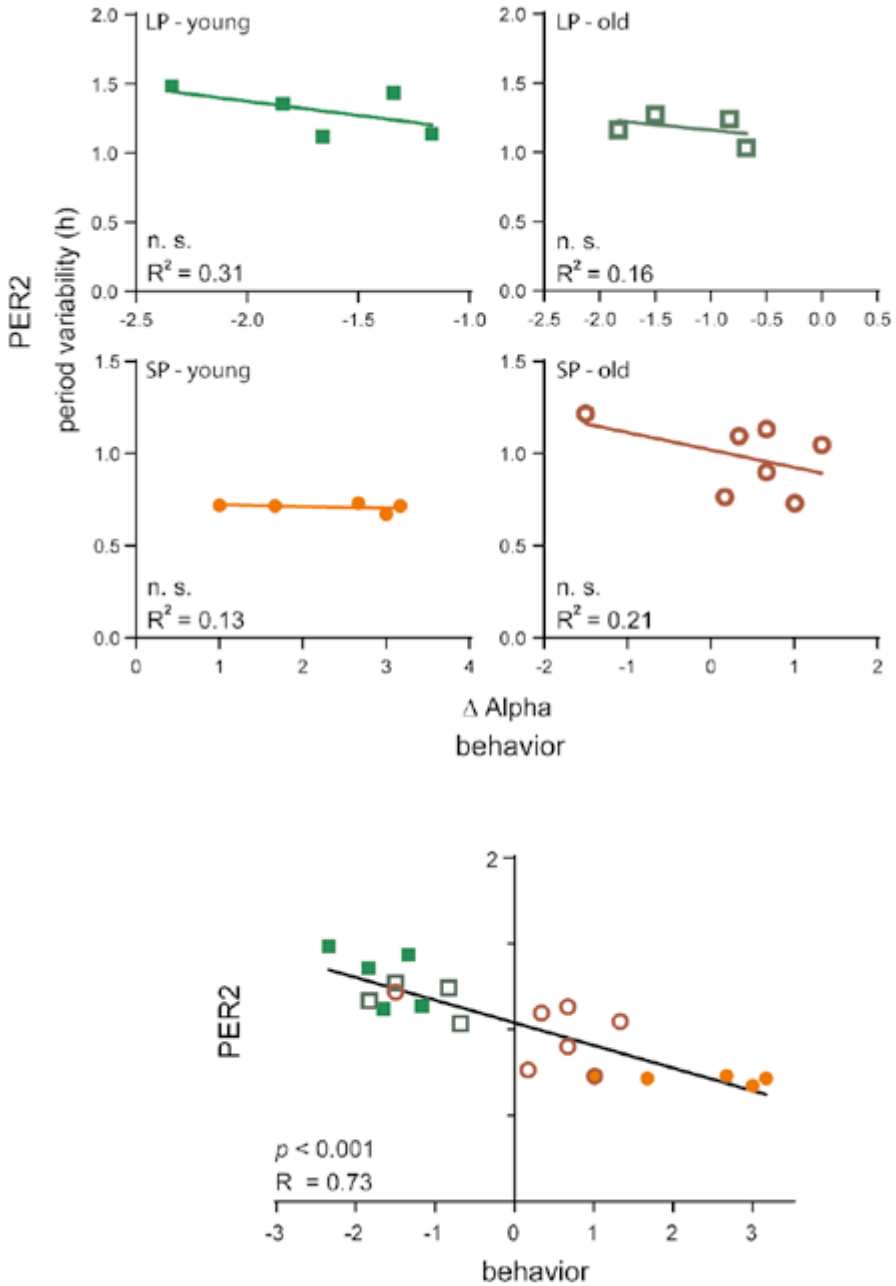 LP - young
2.0
1.5
1.0
0.5
0.0
n. s.
R² = 0.31
-2.5
-2.0
-1.5
-1.0
LP - old
2.0
1.5
1.0
0.5
0.0
n. s.
R² = 0.16
-2.5
-2.0
-1.5
-1.0
-0.5
0.0
0.5
PER2
period variability (h)
SP - young
1.5
1.0
0.5
0.0
n. s.
R² = 0.13
0
1
2
3
4
SP - old
1.5
1.0
0.5
0.0
n. s.
R² = 0.21
-2
-1
0
1
2
Δ Alpha
behavior
2
PER2
p < 0.001
R = 0.73
-3
-2
-1
0
1
2
3
behavior